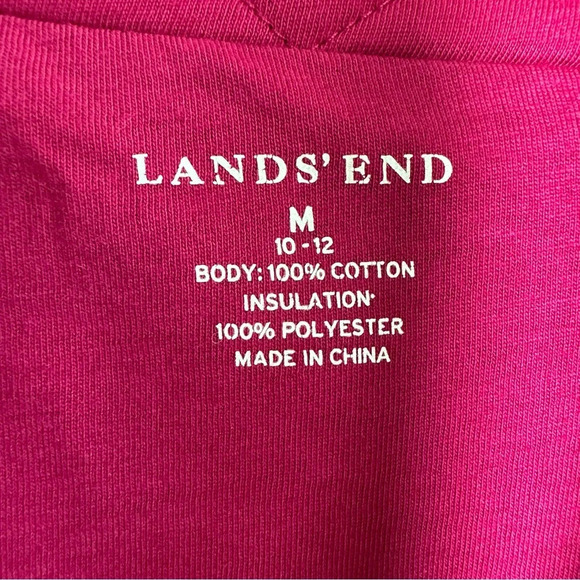 LANDS' END
M
10-12
BODY: 100% COTTON
INSULATION:
100% POLYESTER
MADE IN CHINA